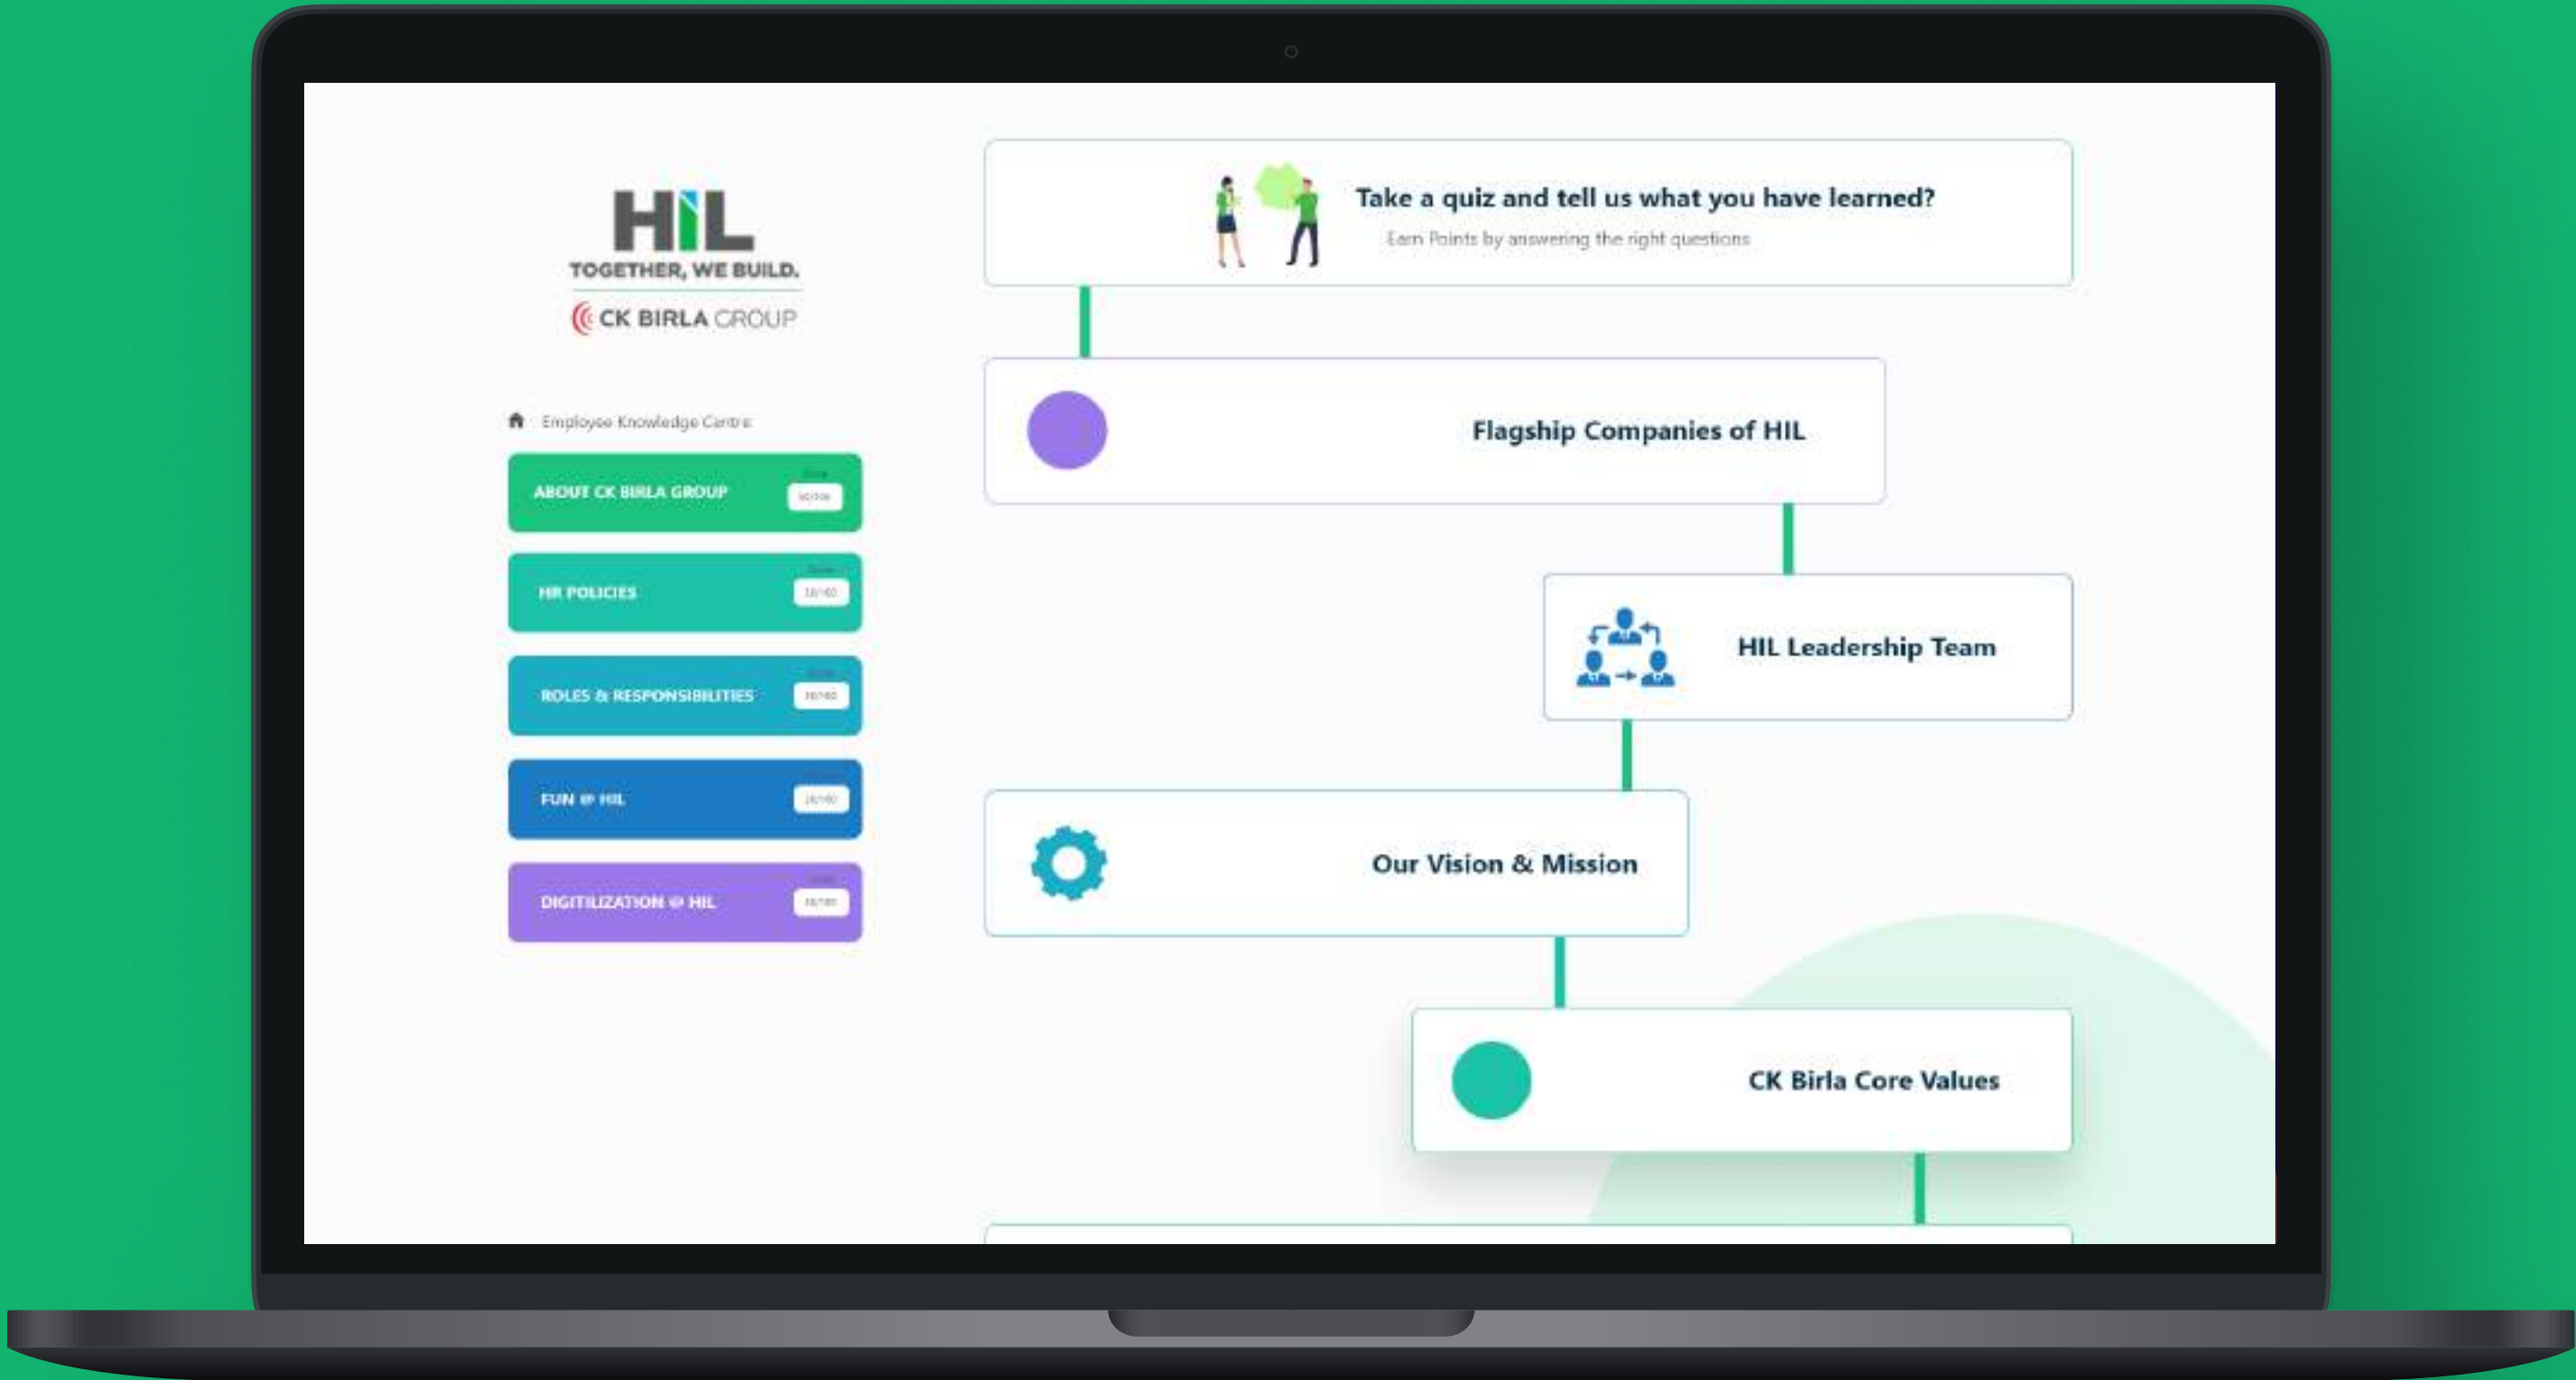 HIL
TOGETHER, WE BUILD.
CK BIRLA GROUP
Employee Knowledge Centre
ABOUT CK BIRLA GROUP
HR POLICIES
ROLES & RESPONSIBILITIES
FUN @ HIL
DIGITILIZATION @ HIL
Take a quiz and tell us what you have learned?
Earn Points by answering the right questions
Flagship Companies of HIL
HIL Leadership Team
Our Vision & Mission
CK Birla Core Values